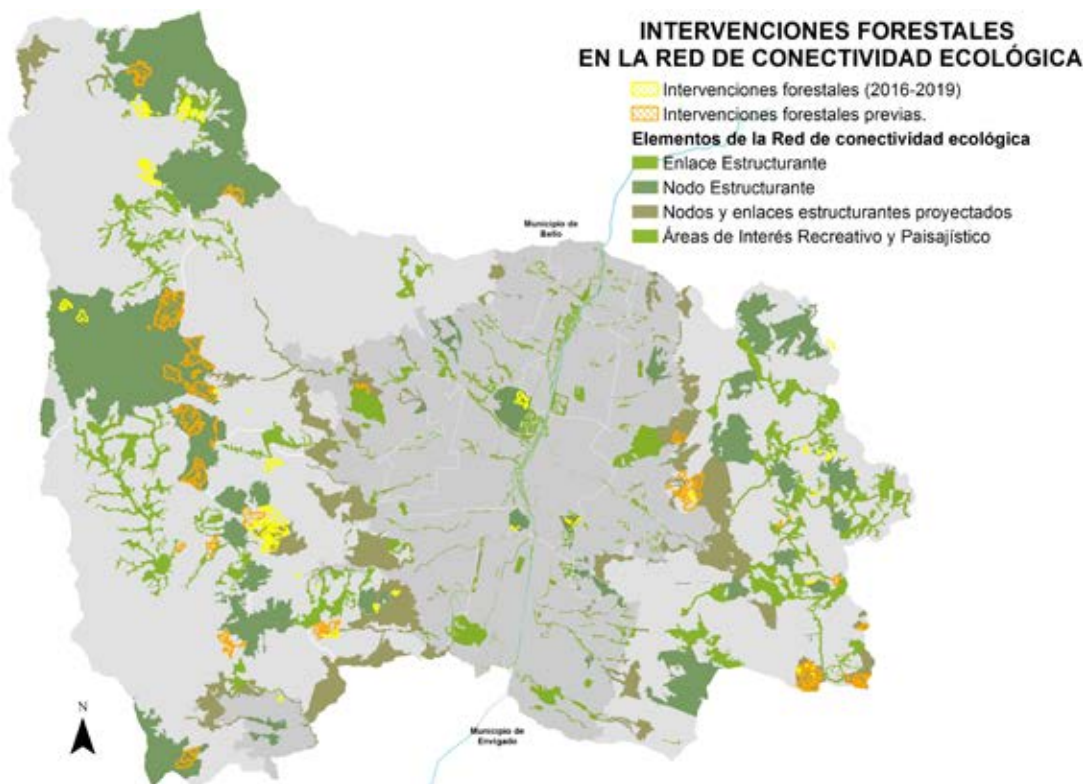 INTERVENCIONES FORESTALES
EN LA RED DE CONECTIVIDAD ECOLÓGICA
Intervenciones forestales (2016-2019)
Intervenciones forestales previas.
Elementos de la Red de conectividad ecológica
Enlace Estructurante
Nodo Estructurante
Nodos y enlaces estructurantes proyectados
Áreas de Interés Recreativo y Paisajístico
Municipio de
Bello
N
Municipio de
Envigado